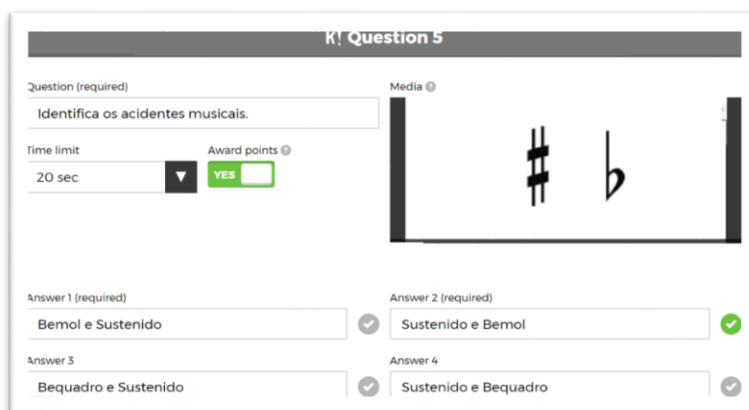 K! Question 5
Question (required)
Media
Identifica os acidentes musicais.
Time limit
Award points
20 sec
YES
Answer 1 (required)
Answer 2 (required)
Bemol e Sustenido
Sustenido e Bemol
Answer 3
Answer 4
Bequadro e Sustenido
Sustenido e Bequadro